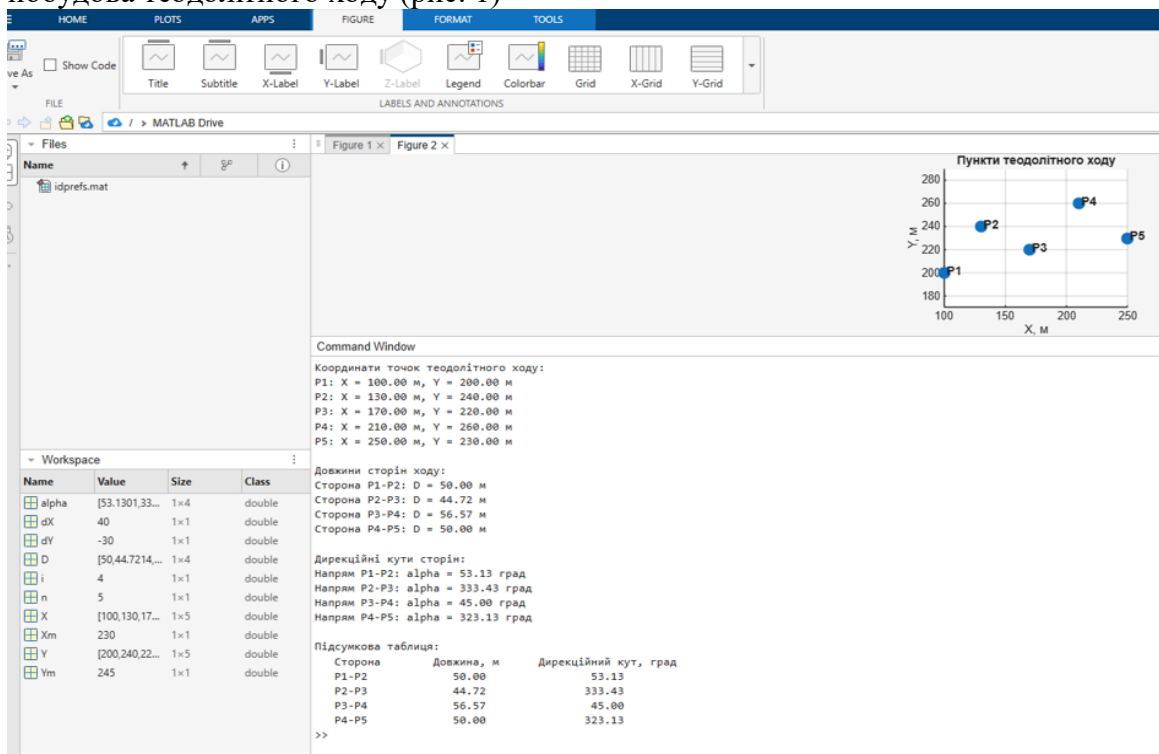 побудова теодолітного ходу (рис. 1)
HOME PLOTS APPS FIGURE FORMAT TOOLS
Show Code
ve As
Title Subtitle X-Label Y-Label Z-Label Legend Colorbar Grid X-Grid Y-Grid
FILE LABELS AND ANNOTATIONS
/ > MATLAB Drive
Files
Name
idprefs.mat
Figure 1 × Figure 2 ×
Пункти теодолітного ходу
280
260
240
220
200
180
Y, м
P1
P2
P3
P4
P5
100 150 200 250
X, м
Command Window
Координати точок теодолітного ходу:
P1: X = 100.00 м, Y = 200.00 м
P2: X = 130.00 м, Y = 240.00 м
P3: X = 170.00 м, Y = 220.00 м
P4: X = 210.00 м, Y = 260.00 м
P5: X = 250.00 м, Y = 230.00 м
Довжини сторін ходу:
Сторона P1-P2: D = 50.00 м
Сторона P2-P3: D = 44.72 м
Сторона P3-P4: D = 56.57 м
Сторона P4-P5: D = 50.00 м
Дирекційні кути сторін:
Напрям P1-P2: alpha = 53.13 град
Напрям P2-P3: alpha = 333.43 град
Напрям P3-P4: alpha = 45.00 град
Напрям P4-P5: alpha = 323.13 град
Підсумкова таблиця:
Сторона Довжина, м Дирекційний кут, град
P1-P2 50.00 53.13
P2-P3 44.72 333.43
P3-P4 56.57 45.00
P4-P5 50.00 323.13
>>
Workspace
Name Value Size Class
alpha [53.1301,33... 1×4 double
dX 40 1×1 double
dY -30 1×1 double
D [50,44.7214,... 1×4 double
i 4 1×1 double
n 5 1×1 double
X [100,130,17... 1×5 double
Xm 230 1×1 double
Y [200,240,22... 1×5 double
Ym 245 1×1 double